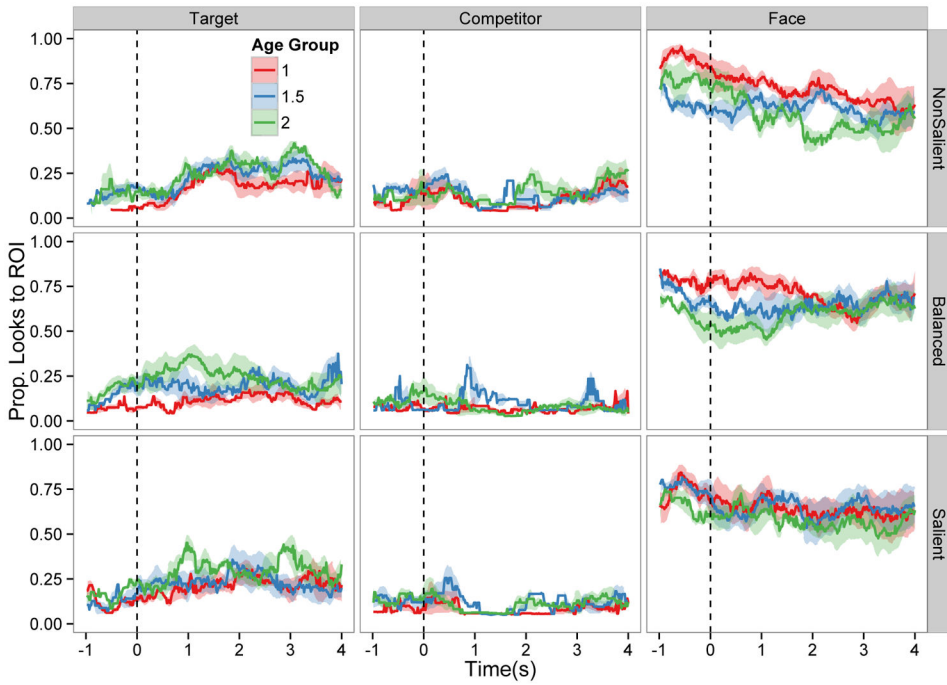 Target Competitor Face
Age Group
1
1.5
2
Prop. Looks to ROI
1.00
0.75
0.50
0.25
0.00
NonSalient
1.00
0.75
0.50
0.25
0.00
Balanced
1.00
0.75
0.50
0.25
0.00
Salient
-1 0 1 2 3 4 -1 0 1 2 3 4 -1 0 1 2 3 4
Time(s)